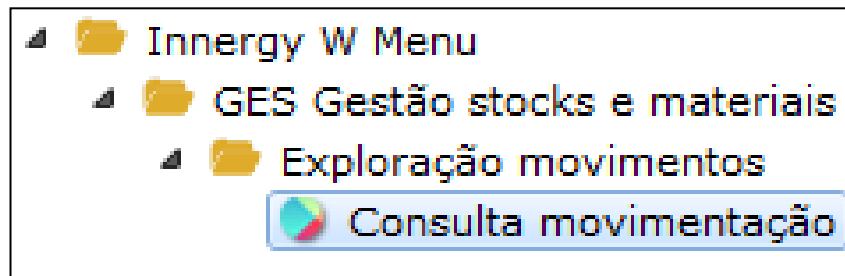 Innergy W Menu
GES Gestão stocks e materiais
Exploração movimentos
Consulta movimentação